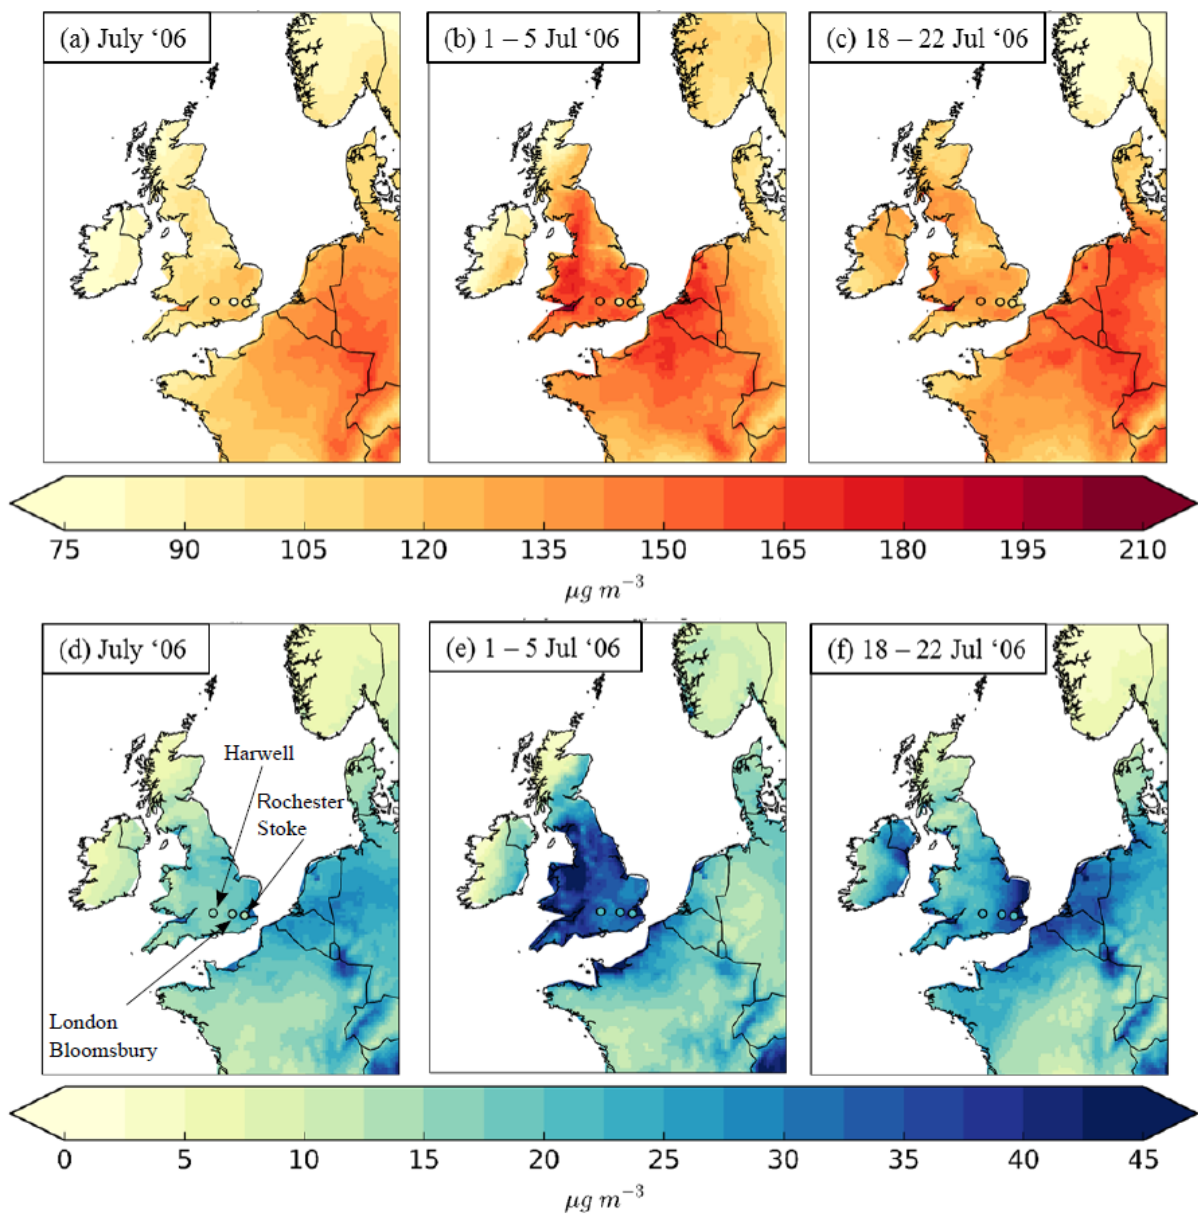 (a) July ‘06
(b) 1 – 5 Jul ‘06
(c) 18 – 22 Jul ‘06
75 90 105 120 135 150 165 180 195 210
μg m⁻³
(d) July ‘06
(e) 1 – 5 Jul ‘06
(f) 18 – 22 Jul ‘06
Harwell
Rochester
Stoke
London
Bloomsbury
0 5 10 15 20 25 30 35 40 45
μg m⁻³